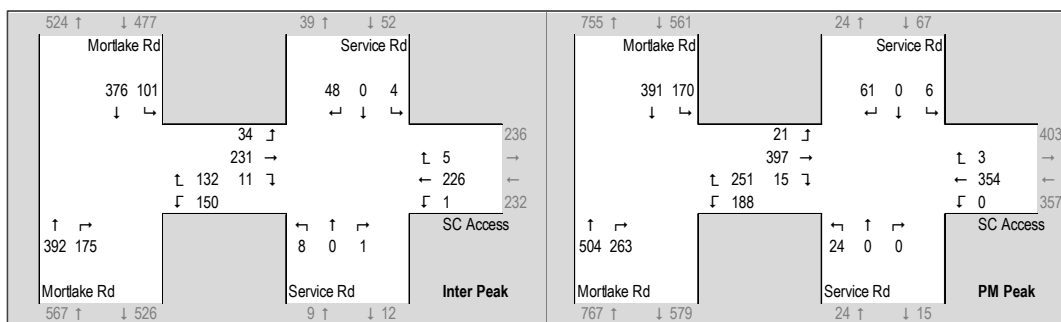 524 ↑ ↓ 477 39 ↑ ↓ 52 755 ↑ ↓ 561 24 ↑ ↓ 67
Mortlake Rd Service Rd Mortlake Rd Service Rd
376 101 48 0 4 391 170 61 0 6
↓ ↳ ↵ ↓ ↳ ↓ ↳ ↵ ↓ ↳
34 ↥ 236 21 ↥ 403
231 → ↥ 5 → 397 → ↥ 3 →
↥ 132 11 ↴ ← 226 ← ↥ 251 15 ↴ ← 354 ←
↧ 150 ↧ 1 232 ↧ 188 ↧ 0 357
↑ ↱ ↰ ↑ ↱ SC Access ↑ ↱ ↰ ↑ ↱ SC Access
392 175 8 0 1 504 263 24 0 0
Mortlake Rd Service Rd Inter Peak Mortlake Rd Service Rd PM Peak
567 ↑ ↓ 526 9 ↑ ↓ 12 767 ↑ ↓ 579 24 ↑ ↓ 15